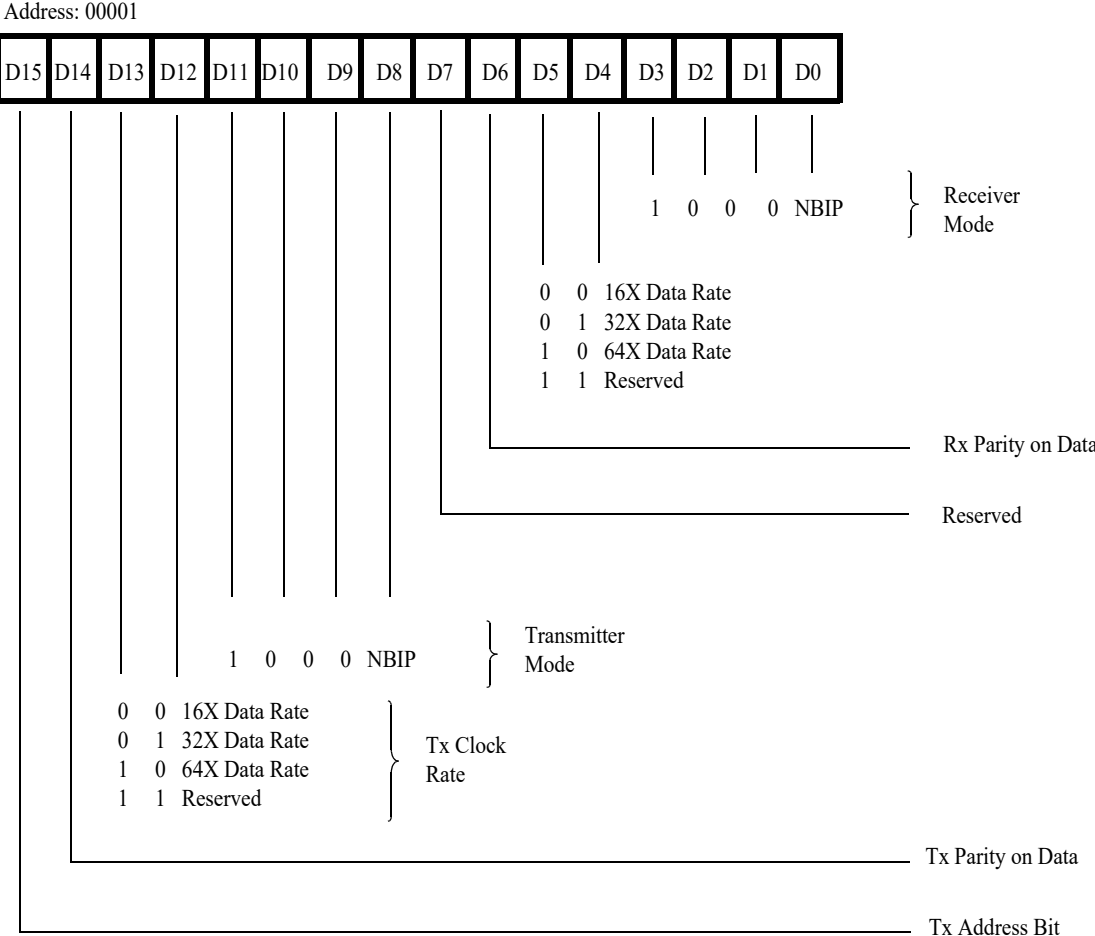 Address: 00001
D15 D14 D13 D12 D11 D10 D9 D8 D7 D6 D5 D4 D3 D2 D1 D0
1 0 0 0 NBIP
Receiver
Mode
0 0 16X Data Rate
0 1 32X Data Rate
1 0 64X Data Rate
1 1 Reserved
Rx Parity on Data
Reserved
1 0 0 0 NBIP
Transmitter
Mode
0 0 16X Data Rate
0 1 32X Data Rate
1 0 64X Data Rate
1 1 Reserved
Tx Clock
Rate
Tx Parity on Data
Tx Address Bit